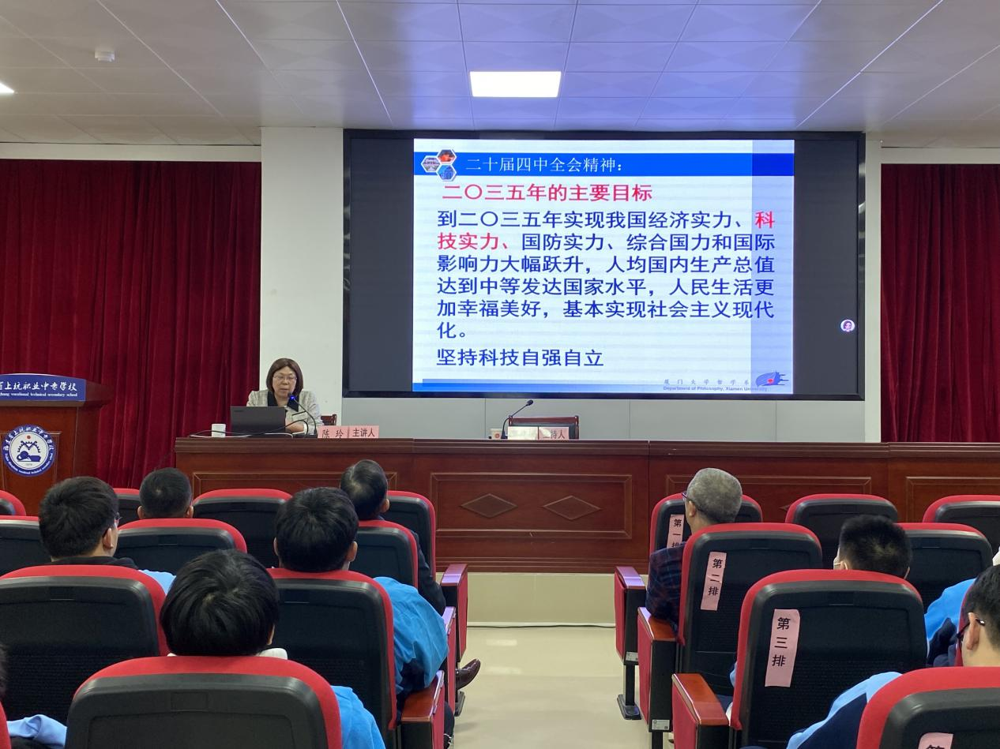 二十届四中全会精神：
二〇三五年的主要目标
到二〇三五年实现我国经济实力、科
技实力、国防实力、综合国力和国际
影响力大幅跃升，人均国内生产总值
达到中等发达国家水平，人民生活更
加幸福美好，基本实现社会主义现代
化。
坚持科技自强自立
厦门大学哲学系
Department of Philosophy, Xiamen University
省上坑职业中专学校
vocational technical secondary school
陈玲 主讲人
主持人
第一排
第二排
第三排
第